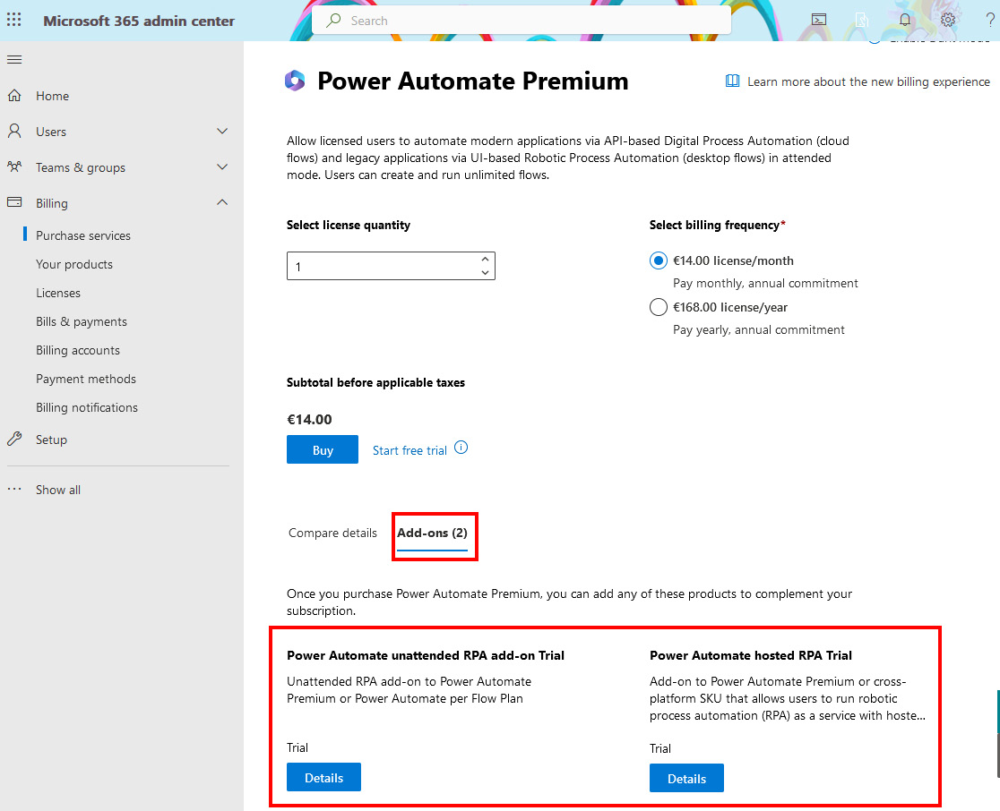 Microsoft 365 admin center
Search
?
Power Automate Premium
Learn more about the new billing experience
Home
Users
Teams & groups
Billing
Purchase services
Your products
Licenses
Bills & payments
Billing accounts
Payment methods
Billing notifications
Setup
Show all
Allow licensed users to automate modern applications via API-based Digital Process Automation (cloud
flows) and legacy applications via UI-based Robotic Process Automation (desktop flows) in attended
mode. Users can create and run unlimited flows.
Select license quantity
1
Select billing frequency*
€14.00 license/month
Pay monthly, annual commitment
€168.00 license/year
Pay yearly, annual commitment
Subtotal before applicable taxes
€14.00
Buy
Start free trial
Compare details
Add-ons (2)
Once you purchase Power Automate Premium, you can add any of these products to complement your
subscription.
Power Automate unattended RPA add-on Trial
Unattended RPA add-on to Power Automate
Premium or Power Automate per Flow Plan
Trial
Details
Power Automate hosted RPA Trial
Add-on to Power Automate Premium or cross-
platform SKU that allows users to run robotic
process automation (RPA) as a service with hoste...
Trial
Details